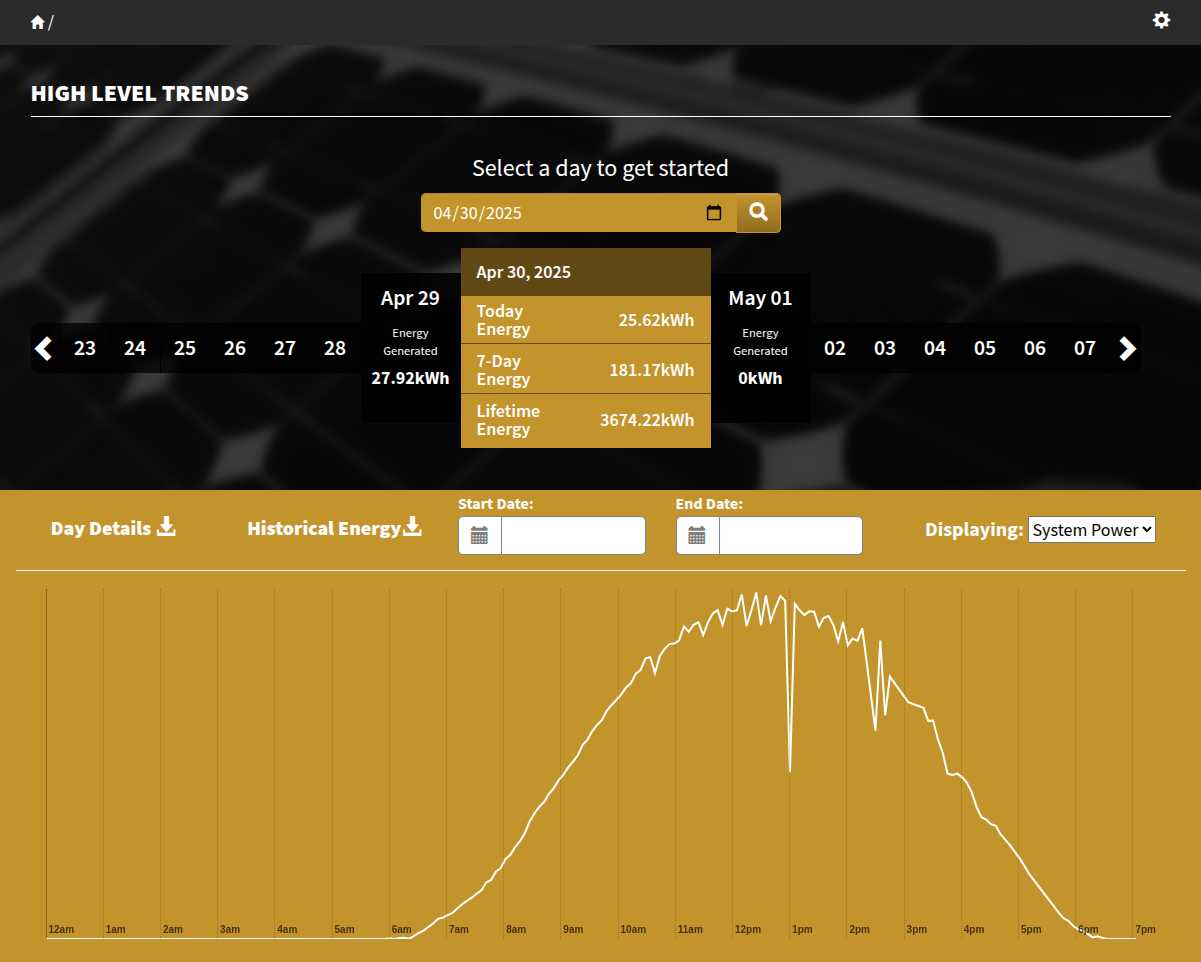 /
HIGH LEVEL TRENDS
Select a day to get started
04/30/2025
Apr 30, 2025
Apr 29
May 01
Today Energy
25.62kWh
Energy Generated
Energy Generated
23 24 25 26 27 28
02 03 04 05 06 07
7-Day Energy
181.17kWh
27.92kWh
0kWh
Lifetime Energy
3674.22kWh
Start Date:
End Date:
Day Details
Historical Energy
Displaying: System Power
12am 1am 2am 3am 4am 5am 6am 7am 8am 9am 10am 11am 12pm 1pm 2pm 3pm 4pm 5pm 6pm 7pm